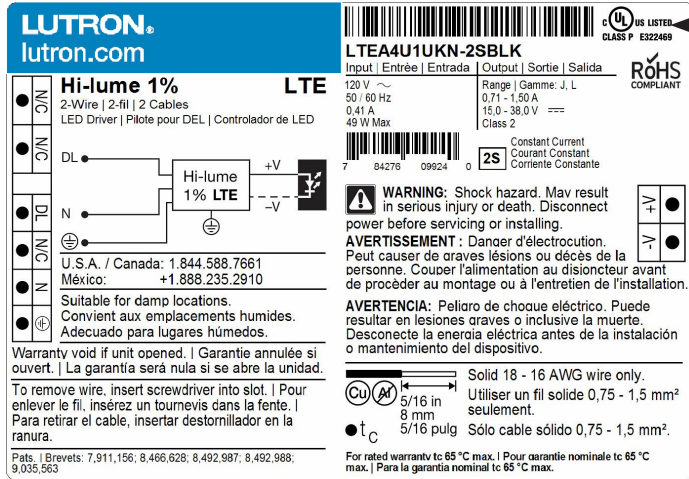 LUTRON®
lutron.com
Hi-lume 1% LTE
2-Wire | 2-fil | 2 Cables
LED Driver | Pilote pour DEL | Controlador de LED
N/C
N/C
DL
N/C
N
DL
N
Hi-lume
1% LTE
+V
–V
U.S.A. / Canada: 1.844.588.7661
México: +1.888.235.2910
Suitable for damp locations.
Convient aux emplacements humides.
Adecuado para lugares húmedos.
Warranty void if unit opened. | Garantie annulée si
ouvert. | La garantía será nula si se abre la unidad.
To remove wire, insert screwdriver into slot. | Pour
enlever le fil, insérez un tournevis dans la fente. |
Para retirar el cable, insertar destornillador en la
ranura.
Pats. | Brevets: 7,911,156; 8,466,628; 8,492,987; 8,492,988;
9,035,563
C UL US LISTED
CLASS P E322469
LTEA4U1UKN-2SBLK
Input | Entrèe | Entrada
120 V ~
50 / 60 Hz
0,41 A
49 W Max
Output | Sortie | Salida
Range | Gamme: J, L
0,71 - 1,50 A
15,0 - 38,0 V
Class 2
RoHS
COMPLIANT
7 84276 09924 0
2S
Constant Current
Courant Constant
Corriente Constante
WARNING: Shock hazard. May result
in serious injury or death. Disconnect
power before servicing or installing.
AVERTISSEMENT : Danger d'électrocution.
Peut causer de graves lésions ou décès de la
personne. Couper l'alimentation au disioncteur avant
de procèder au montage ou à l'entretien de l'installation.
+V
-V
AVERTENCIA: Peligro de choque eléctrico. Puede
resultar en lesiones graves o inclusive la muerte.
Desconecte la energia eléctrica antes de la instalación
o mantenimiento del dispositivo.
Cu
5/16 in
8 mm
5/16 pulg
Solid 18 - 16 AWG wire only.
Utiliser un fil solide 0,75 - 1,5 mm²
seulement.
Sólo cable sólido 0,75 - 1,5 mm².
tc
For rated warranty tc 65 °C max. | Pour garantie nominale tc 65 °C
max. | Para la garantia nominal tc 65 °C max.